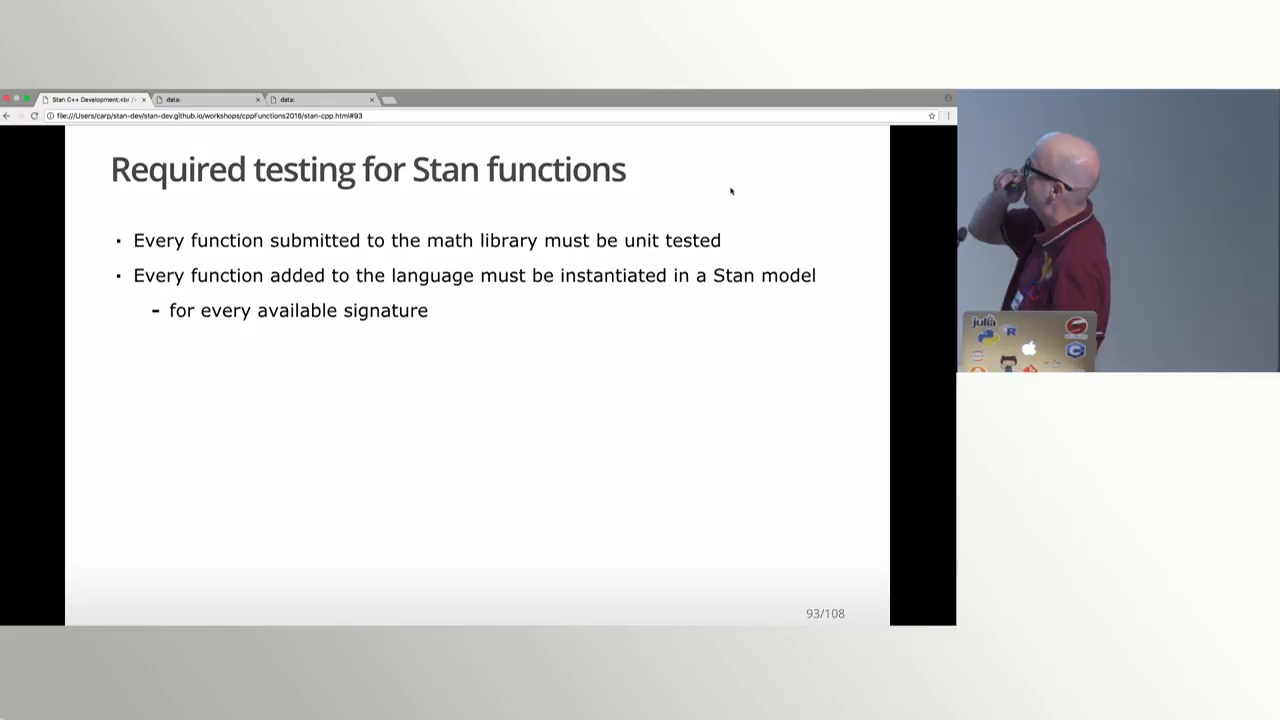 Stan C++ Development:<br /-
data:
data:
file:///Users/carp/stan-dev/stan-dev.github.io/workshops/cppFunctions2018/stan-cpp.html#93
Required testing for Stan functions
· Every function submitted to the math library must be unit tested
· Every function added to the language must be instantiated in a Stan model
- for every available signature
93/108
julia
R
C